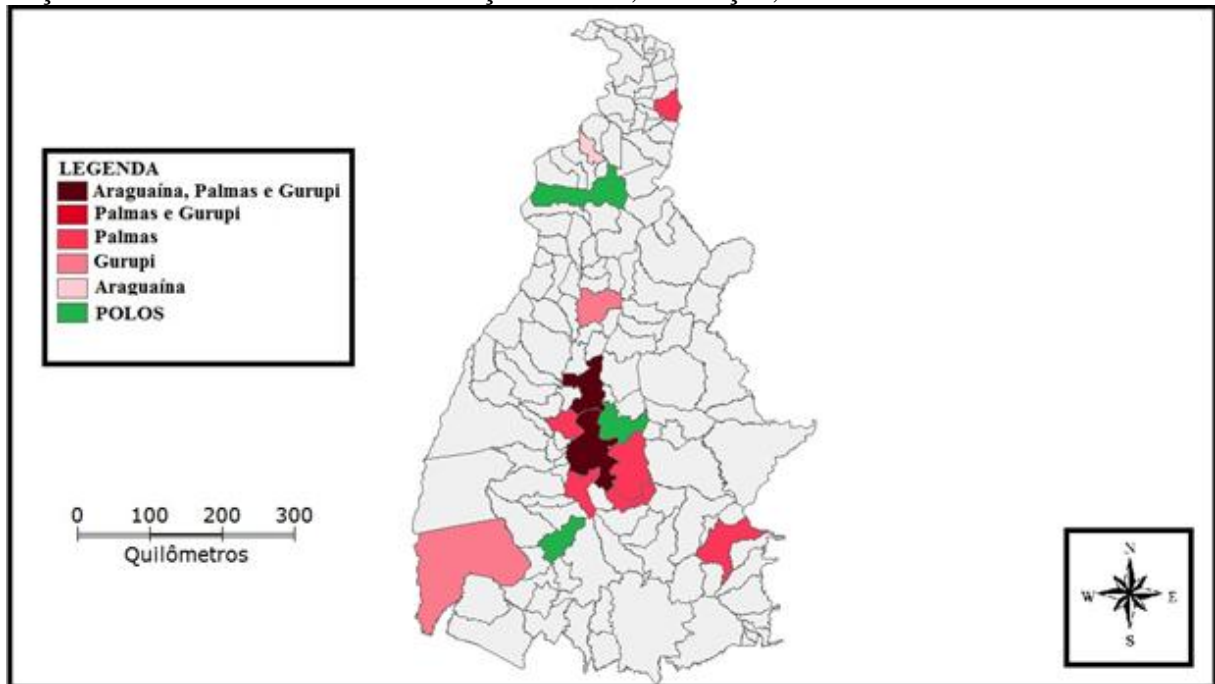 LEGENDA
Araguaína, Palmas e Gurupi
Palmas e Gurupi
Palmas
Gurupi
Araguaína
POLOS
0 100 200 300
Quilômetros
N
W E
S